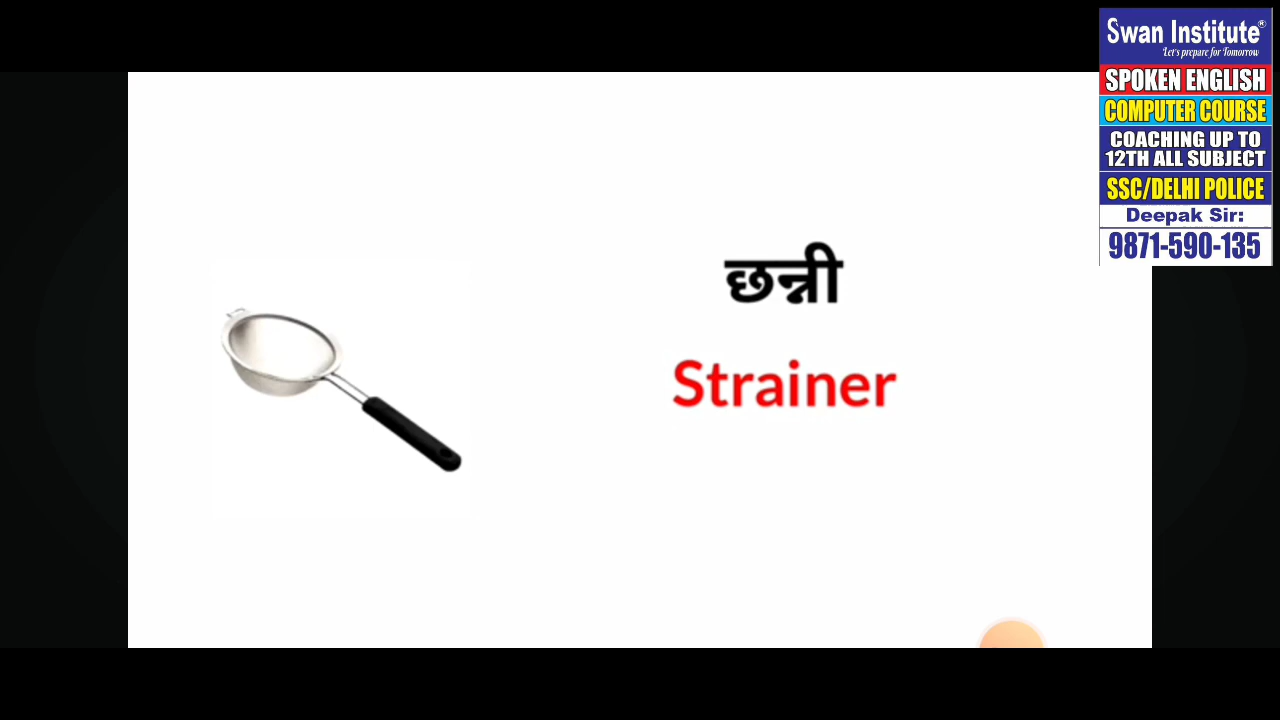 Swan Institute®
Let's prepare for Tomorrow
SPOKEN ENGLISH
COMPUTER COURSE
COACHING UP TO
12TH ALL SUBJECT
SSC/DELHI POLICE
Deepak Sir:
9871-590-135
छन्नी
Strainer